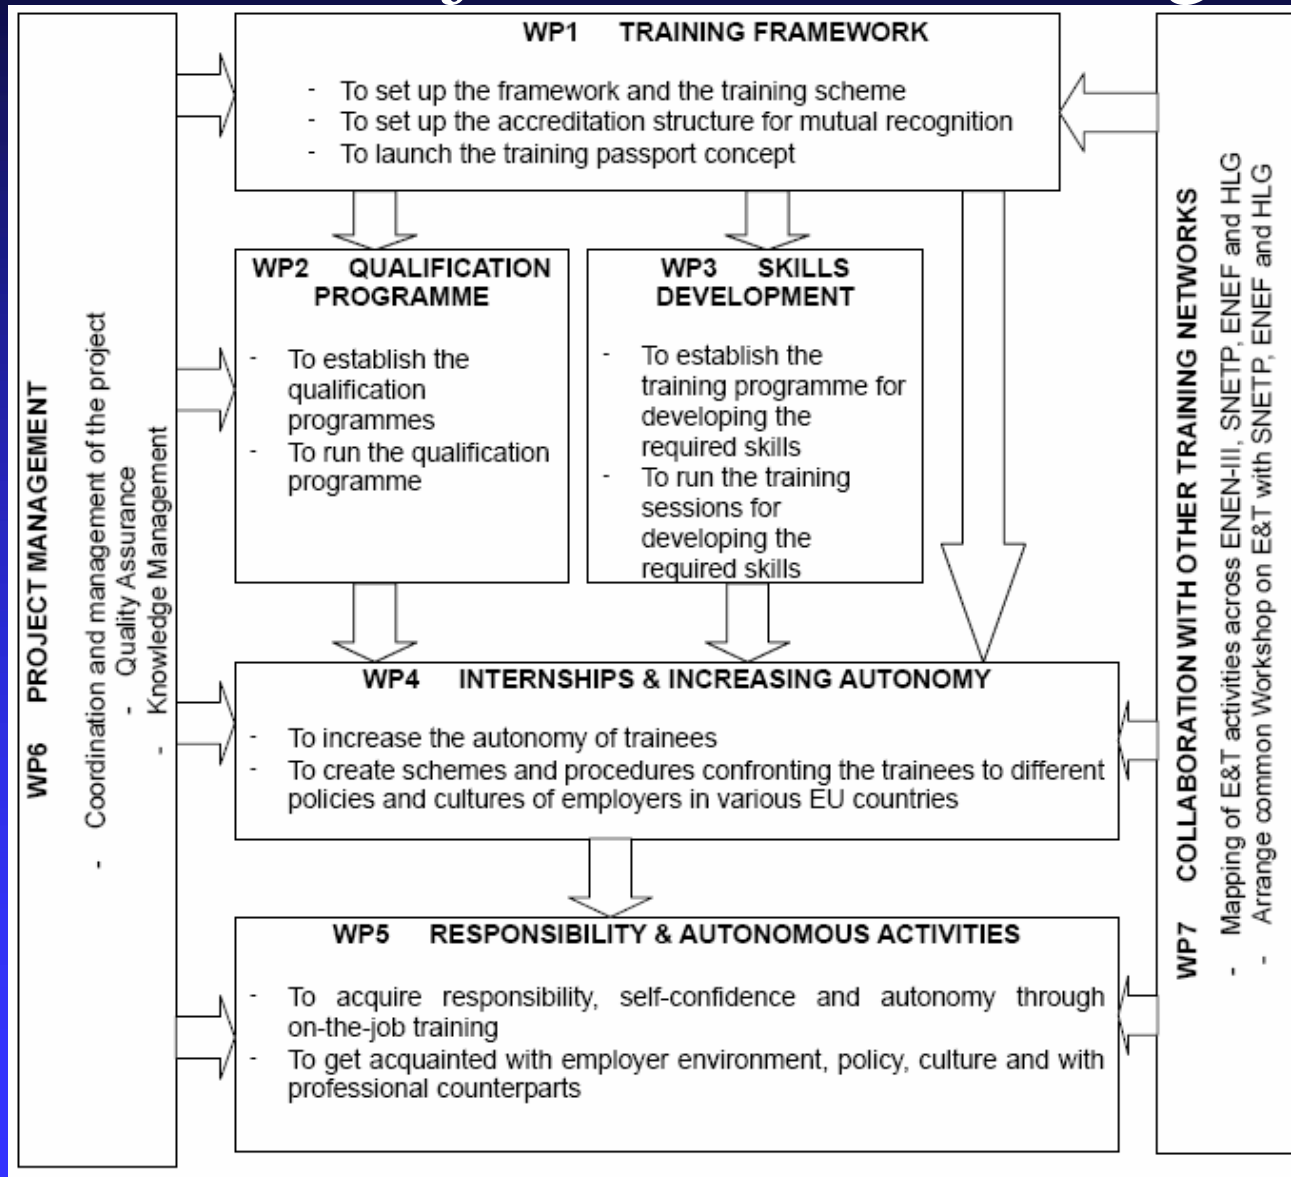 WP1 TRAINING FRAMEWORK
- To set up the framework and the training scheme
- To set up the accreditation structure for mutual recognition
- To launch the training passport concept
WP2 QUALIFICATION
PROGRAMME
- To establish the
qualification
programmes
- To run the qualification
programme
WP3 SKILLS
DEVELOPMENT
- To establish the
training programme for
developing the
required skills
- To run the training
sessions for
developing the
required skills
WP4 INTERNSHIPS & INCREASING AUTONOMY
- To increase the autonomy of trainees
- To create schemes and procedures confronting the trainees to different
policies and cultures of employers in various EU countries
WP5 RESPONSIBILITY & AUTONOMOUS ACTIVITIES
- To acquire responsibility, self-confidence and autonomy through
on-the-job training
- To get acquainted with employer environment, policy, culture and with
professional counterparts
WP6 PROJECT MANAGEMENT
- Coordination and management of the project
- Quality Assurance
- Knowledge Management
WP7 COLLABORATION WITH OTHER TRAINING NETWORKS
- Mapping of E&T activities across ENEN-III, SNETP, ENEF and HLG
- Arrange common Workshop on E&T with SNETP, ENEF and HLG